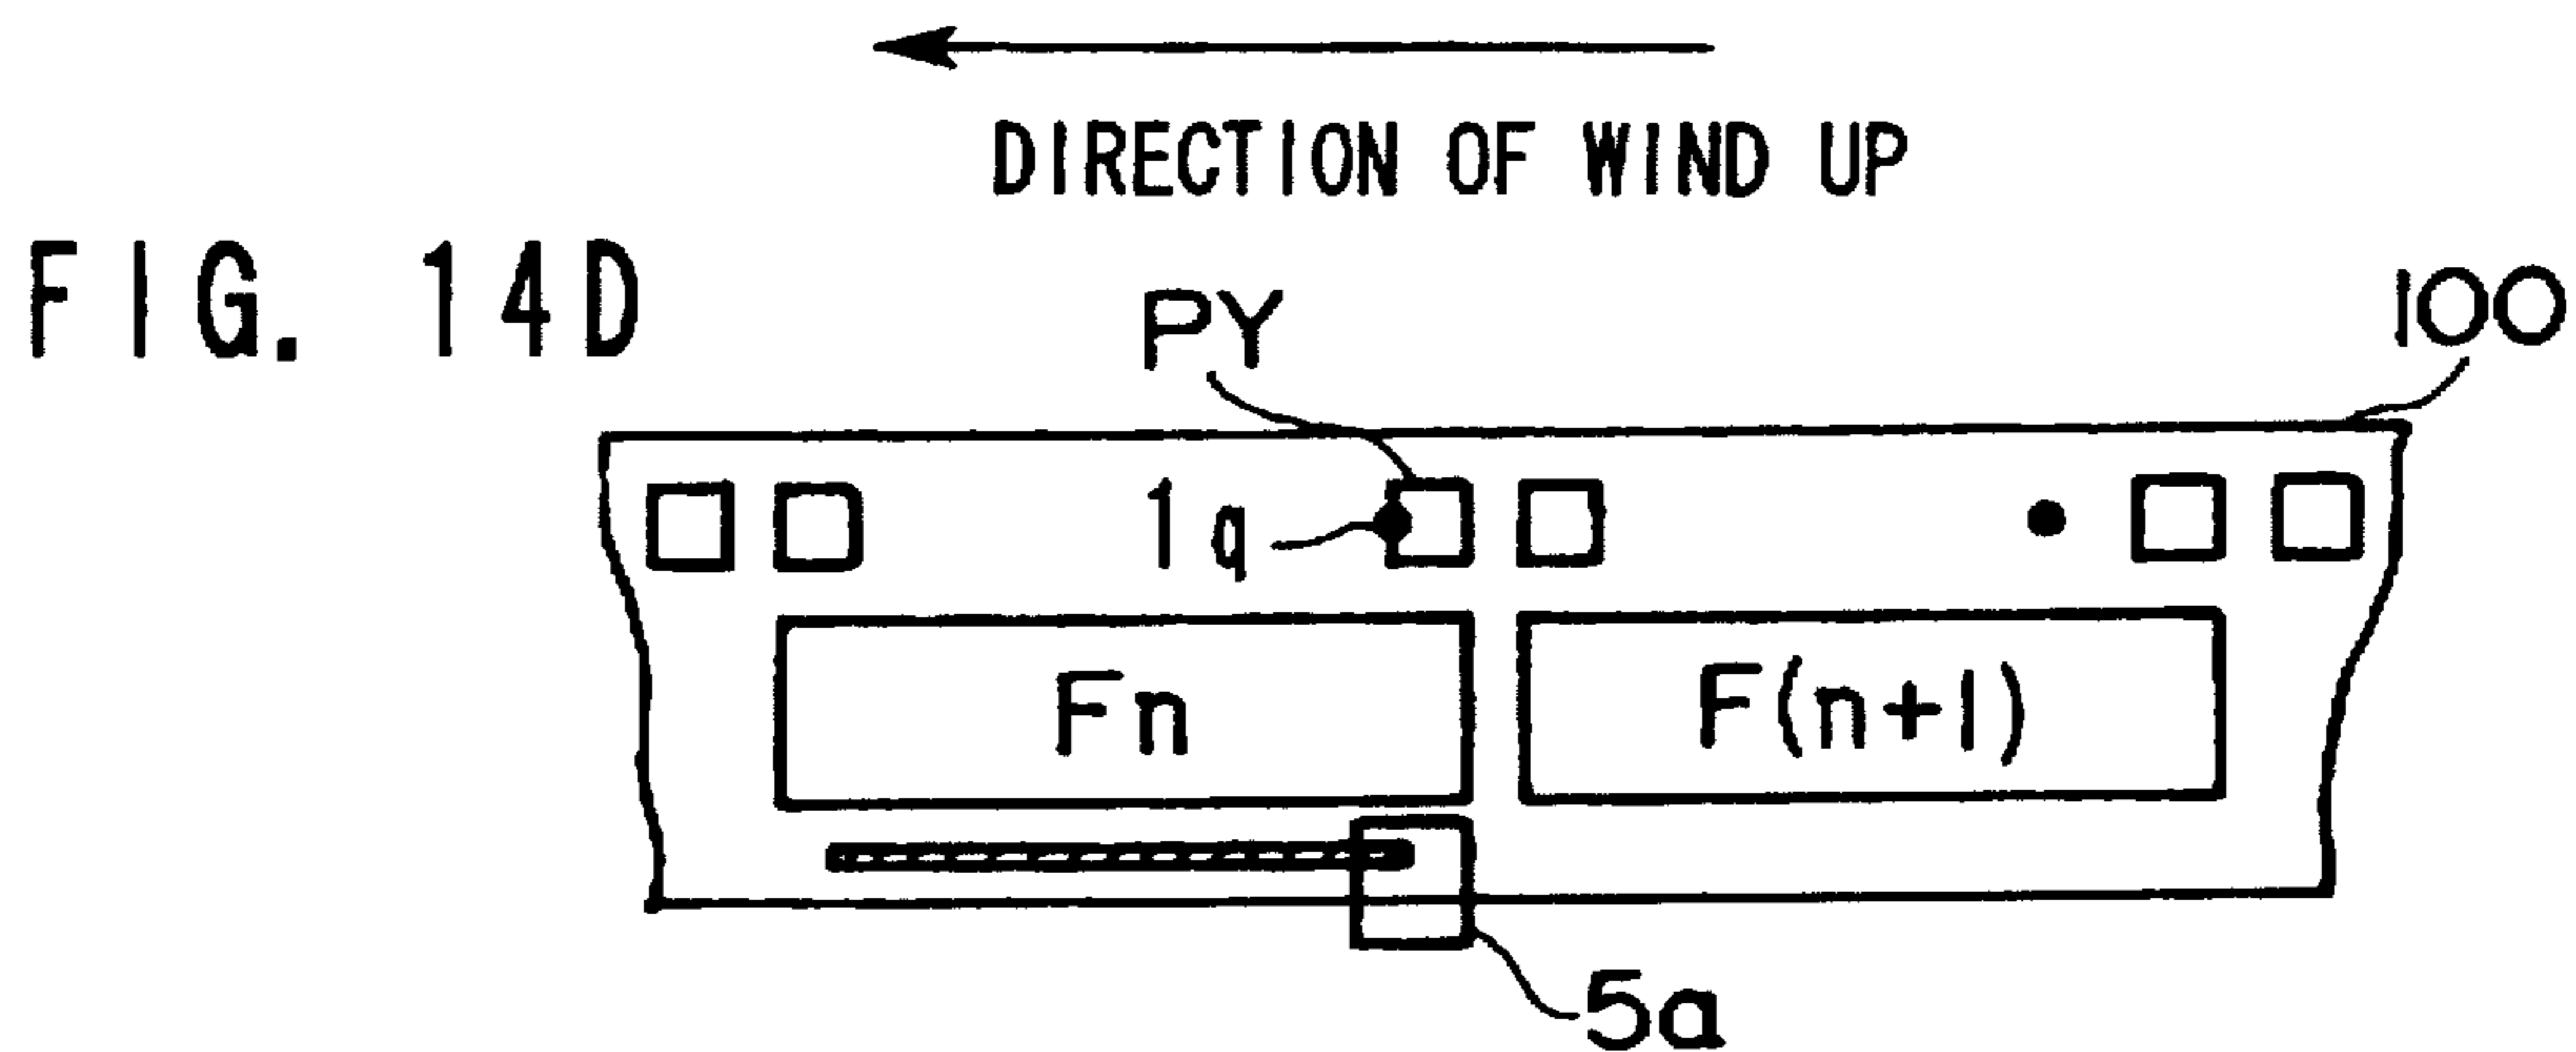 DIRECTION OF WIND UP
FIG. 14D
PY
100
1q
Fn
F(n+1)
5a